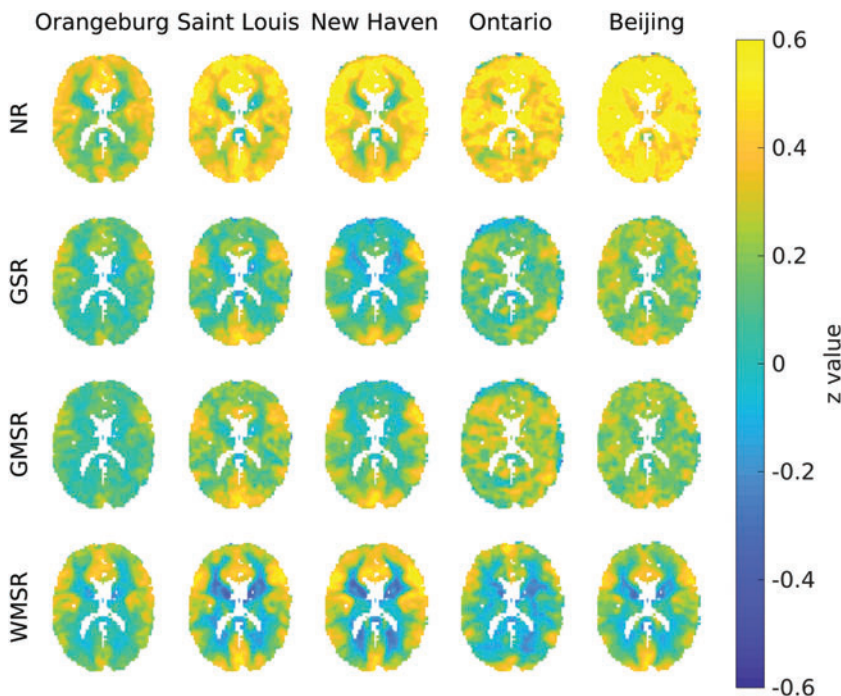 Orangeburg Saint Louis New Haven Ontario Beijing
NR
GSR
GMSR
WMSR
0.6
0.4
0.2
0
-0.2
-0.4
-0.6
z value